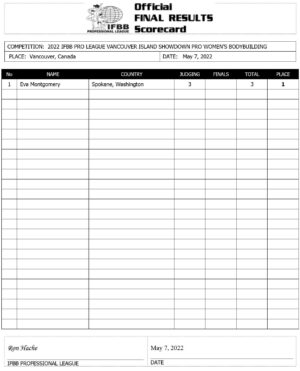 Official
FINAL RESULTS
Scorecard
IFBB
PROFESSIONAL LEAGUE
COMPETITION: 2022 IFBB PRO LEAGUE VANCOUVER ISLAND SHOWDOWN PRO WOMEN'S BODYBUILDING
PLACE: Vancouver, Canada DATE: May 7, 2022
No NAME COUNTRY JUDGING FINALS TOTAL PLACE
1 Eva Montgomery Spokane, Washington 3 3 1
Ron Hache May 7, 2022
IFBB PROFESSIONAL LEAGUE DATE